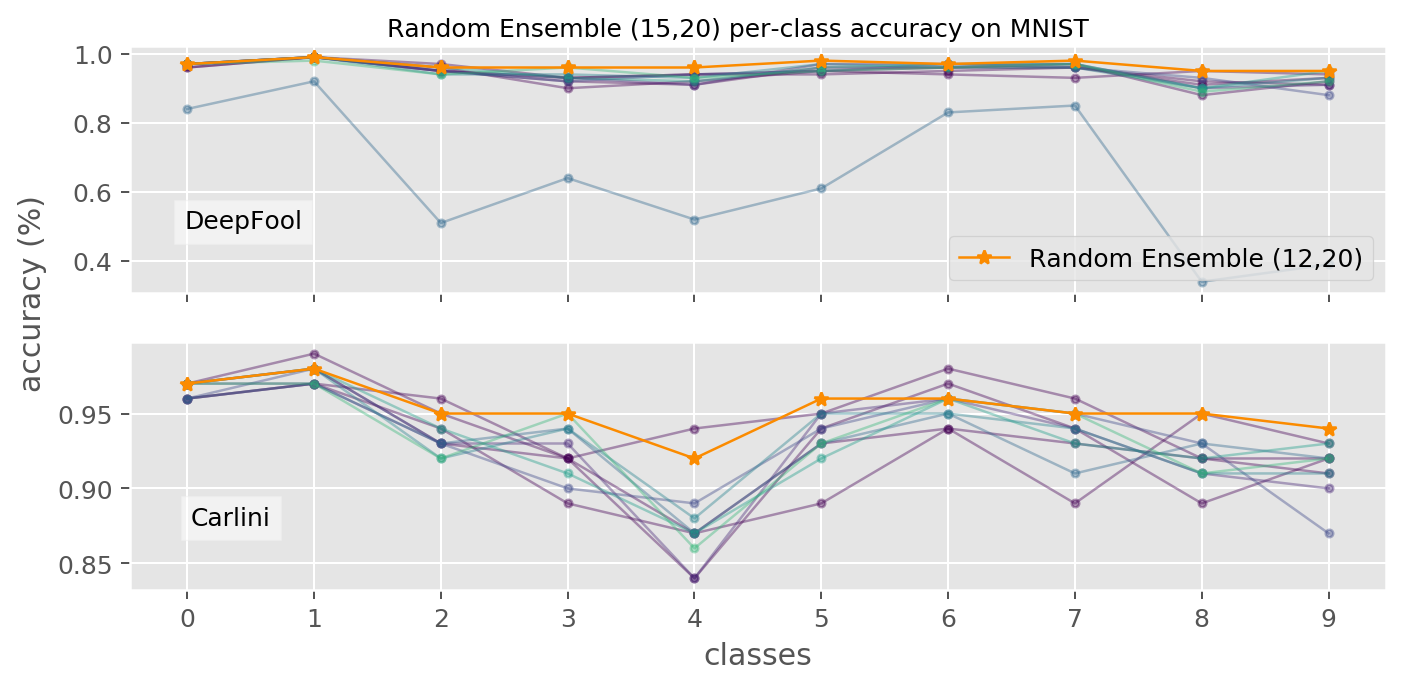 Random Ensemble (15,20) per-class accuracy on MNIST
1.0
0.8
0.6
0.4
DeepFool
Random Ensemble (12,20)
accuracy (%)
0.95
0.90
0.85
Carlini
0 1 2 3 4 5 6 7 8 9
classes